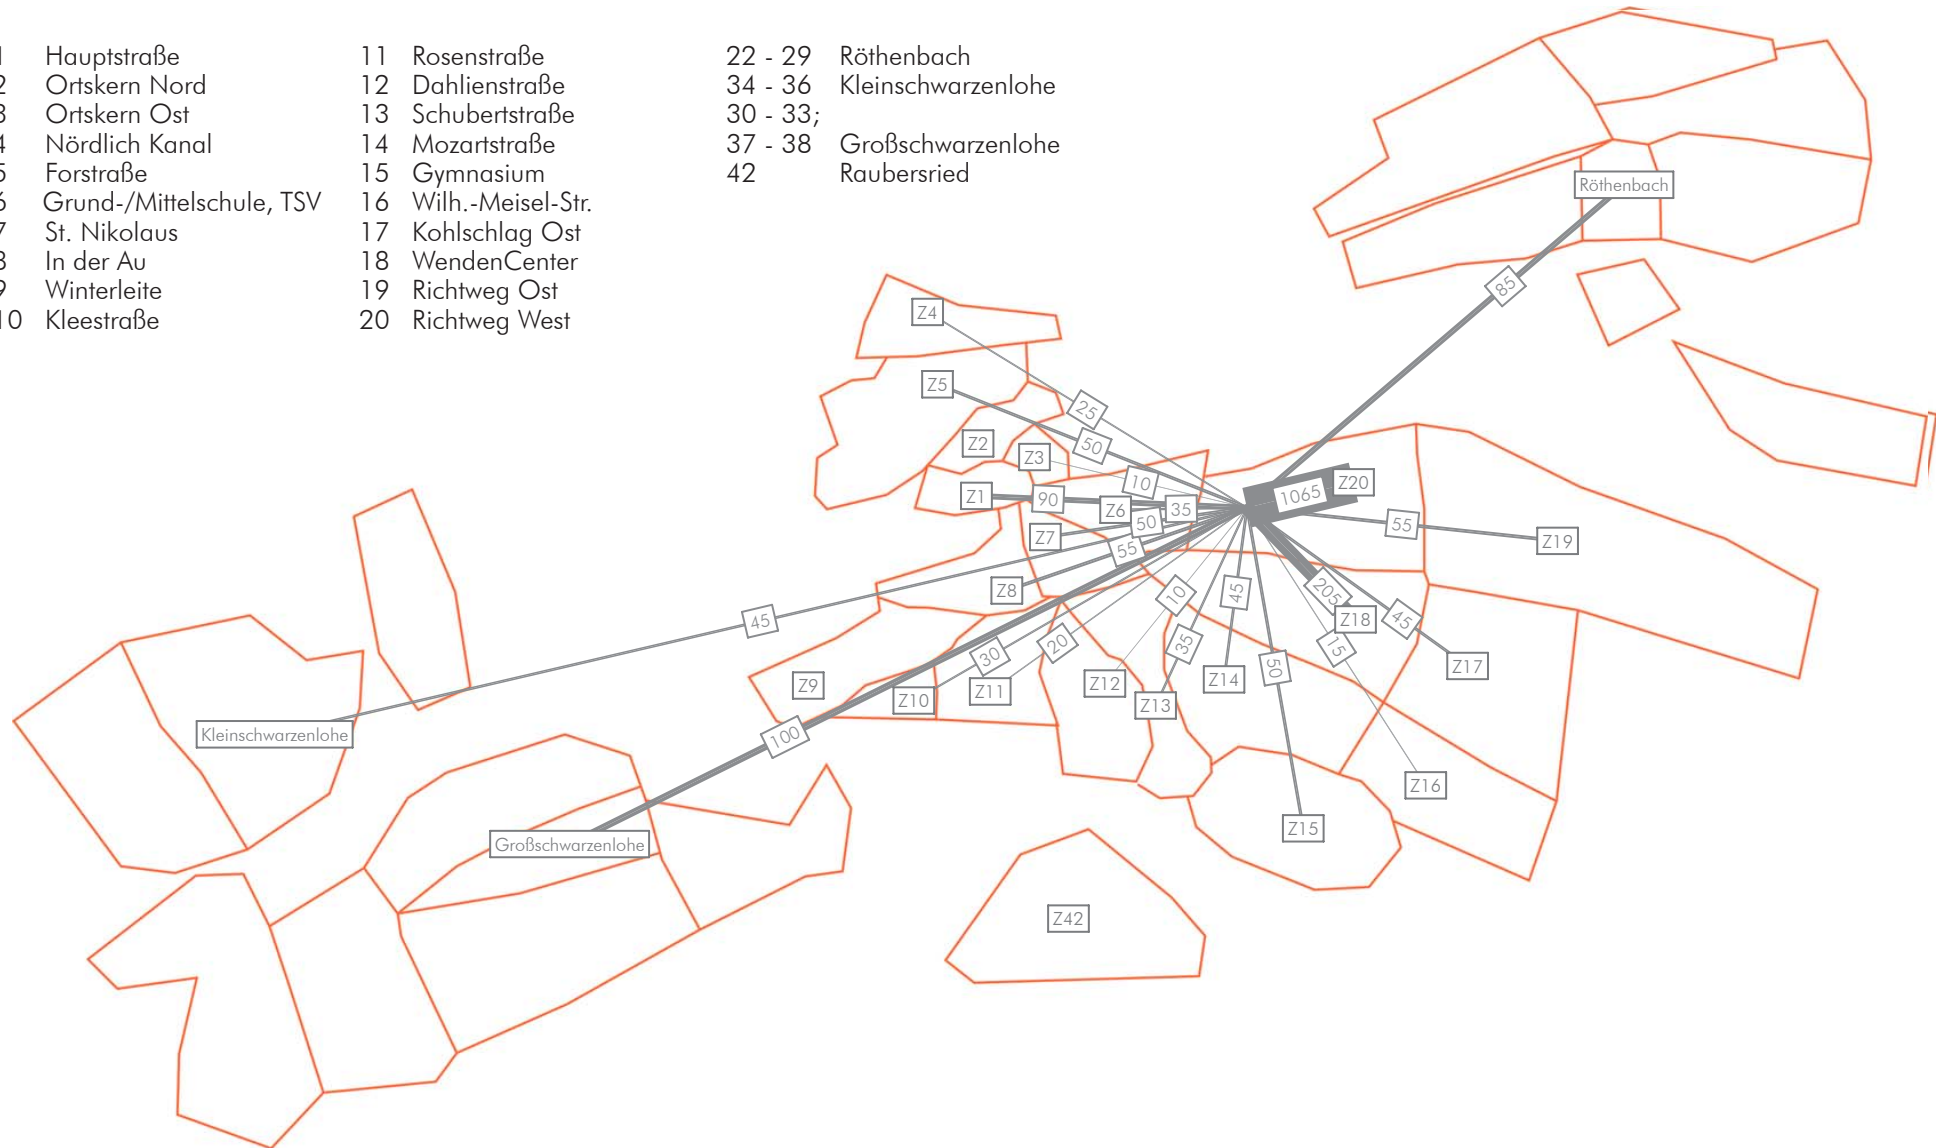 1 Hauptstraße
2 Ortskern Nord
3 Ortskern Ost
4 Nördlich Kanal
5 Forstraße
6 Grund-/Mittelschule, TSV
7 St. Nikolaus
8 In der Au
9 Winterleite
10 Kleestraße
11 Rosenstraße
12 Dahlienstraße
13 Schubertstraße
14 Mozartstraße
15 Gymnasium
16 Wilh.-Meisel-Str.
17 Kohlschlag Ost
18 WendenCenter
19 Richtweg Ost
20 Richtweg West
22 - 29 Röthenbach
34 - 36 Kleinschwarzenlohe
30 - 33;
37 - 38 Großschwarzenlohe
42 Raubersried
Röthenbach
85
Z4
Z5
25
50
Z2
Z3
10
Z1
90
Z6
35
1065
Z20
Z7
50
55
55
Z19
Z8
45
10
45
205
Z18
45
Z17
30
20
35
50
15
Z9
Z10
Z11
Z12
Z13
Z14
Kleinschwarzenlohe
100
Z16
Z15
Großschwarzenlohe
Z42